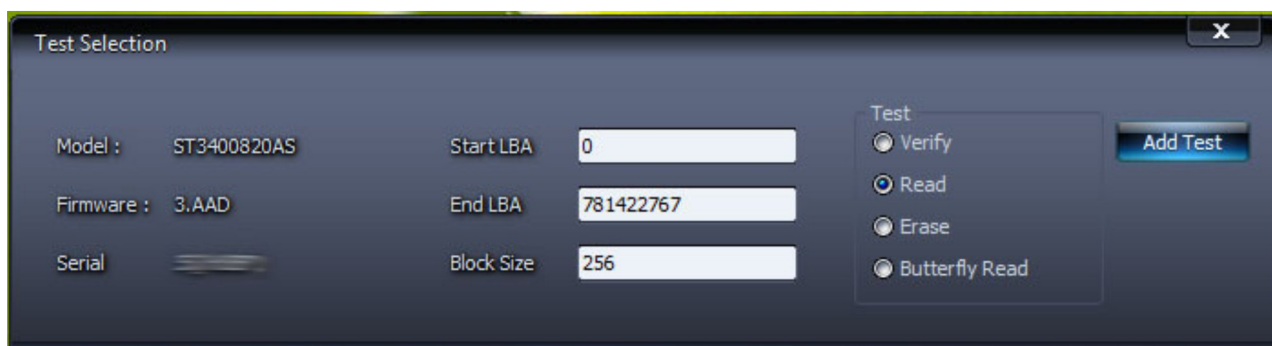 Test Selection
X
Model : ST3400820AS
Firmware : 3.AAD
Serial
Start LBA 0
End LBA 781422767
Block Size 256
Test
Verify
Read
Erase
Butterfly Read
Add Test